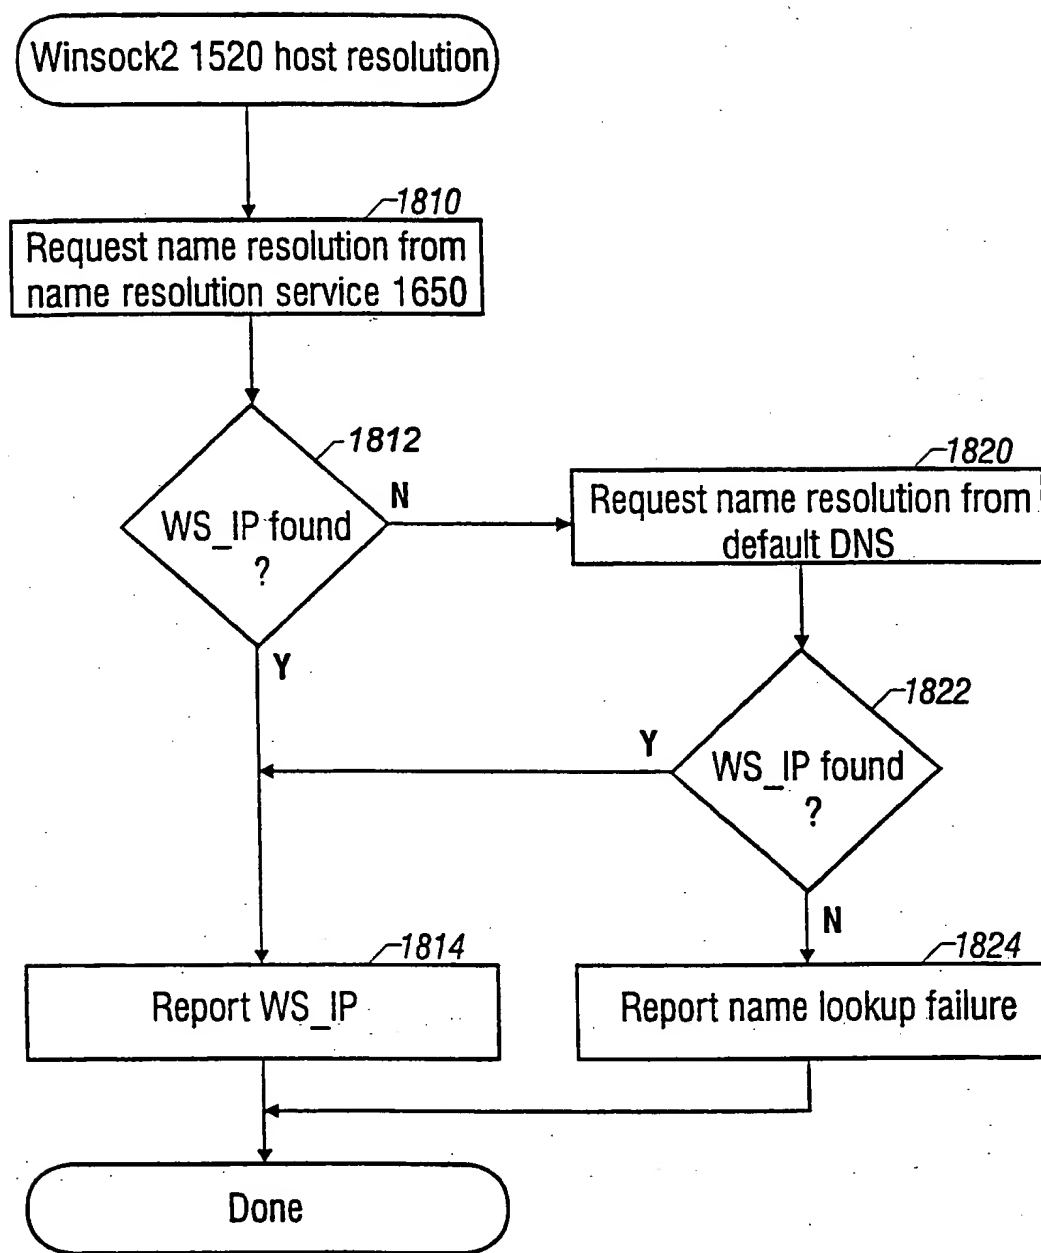 Winsock2 1520 host resolution
1810
Request name resolution from
name resolution service 1650
1812
WS_IP found
?
N
Y
1820
Request name resolution from
default DNS
1822
WS_IP found
?
Y
N
1814
Report WS_IP
1824
Report name lookup failure
Done